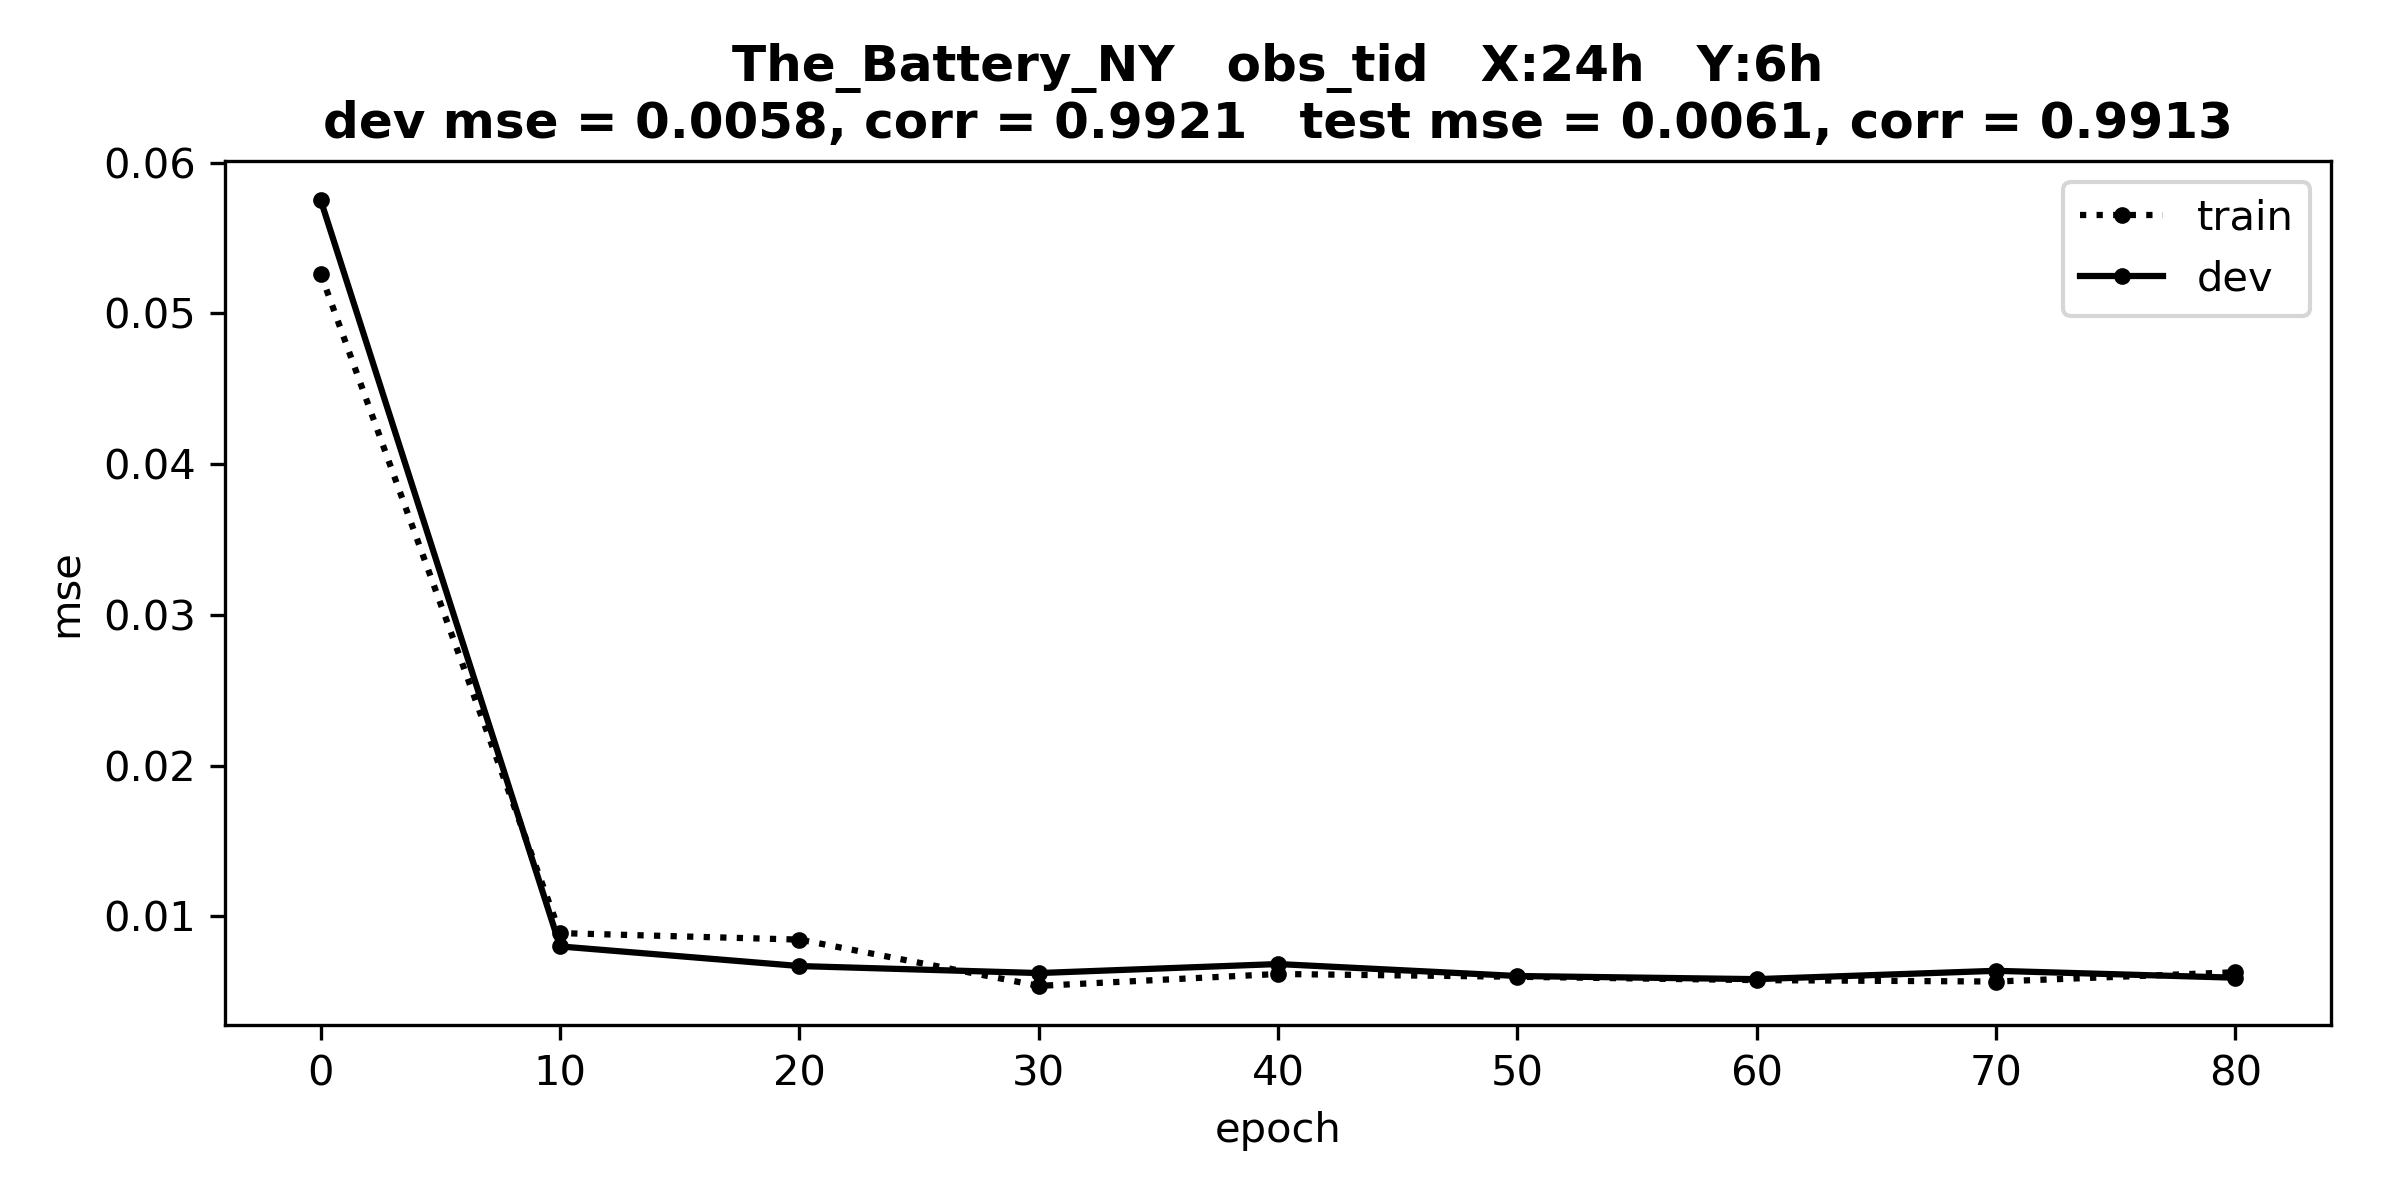 The_Battery_NY   obs_tid   X:24h   Y:6h
dev mse = 0.0058, corr = 0.9921   test mse = 0.0061, corr = 0.9913
0.06
0.05
0.04
0.03
0.02
0.01
mse
train
dev
0 10 20 30 40 50 60 70 80
epoch